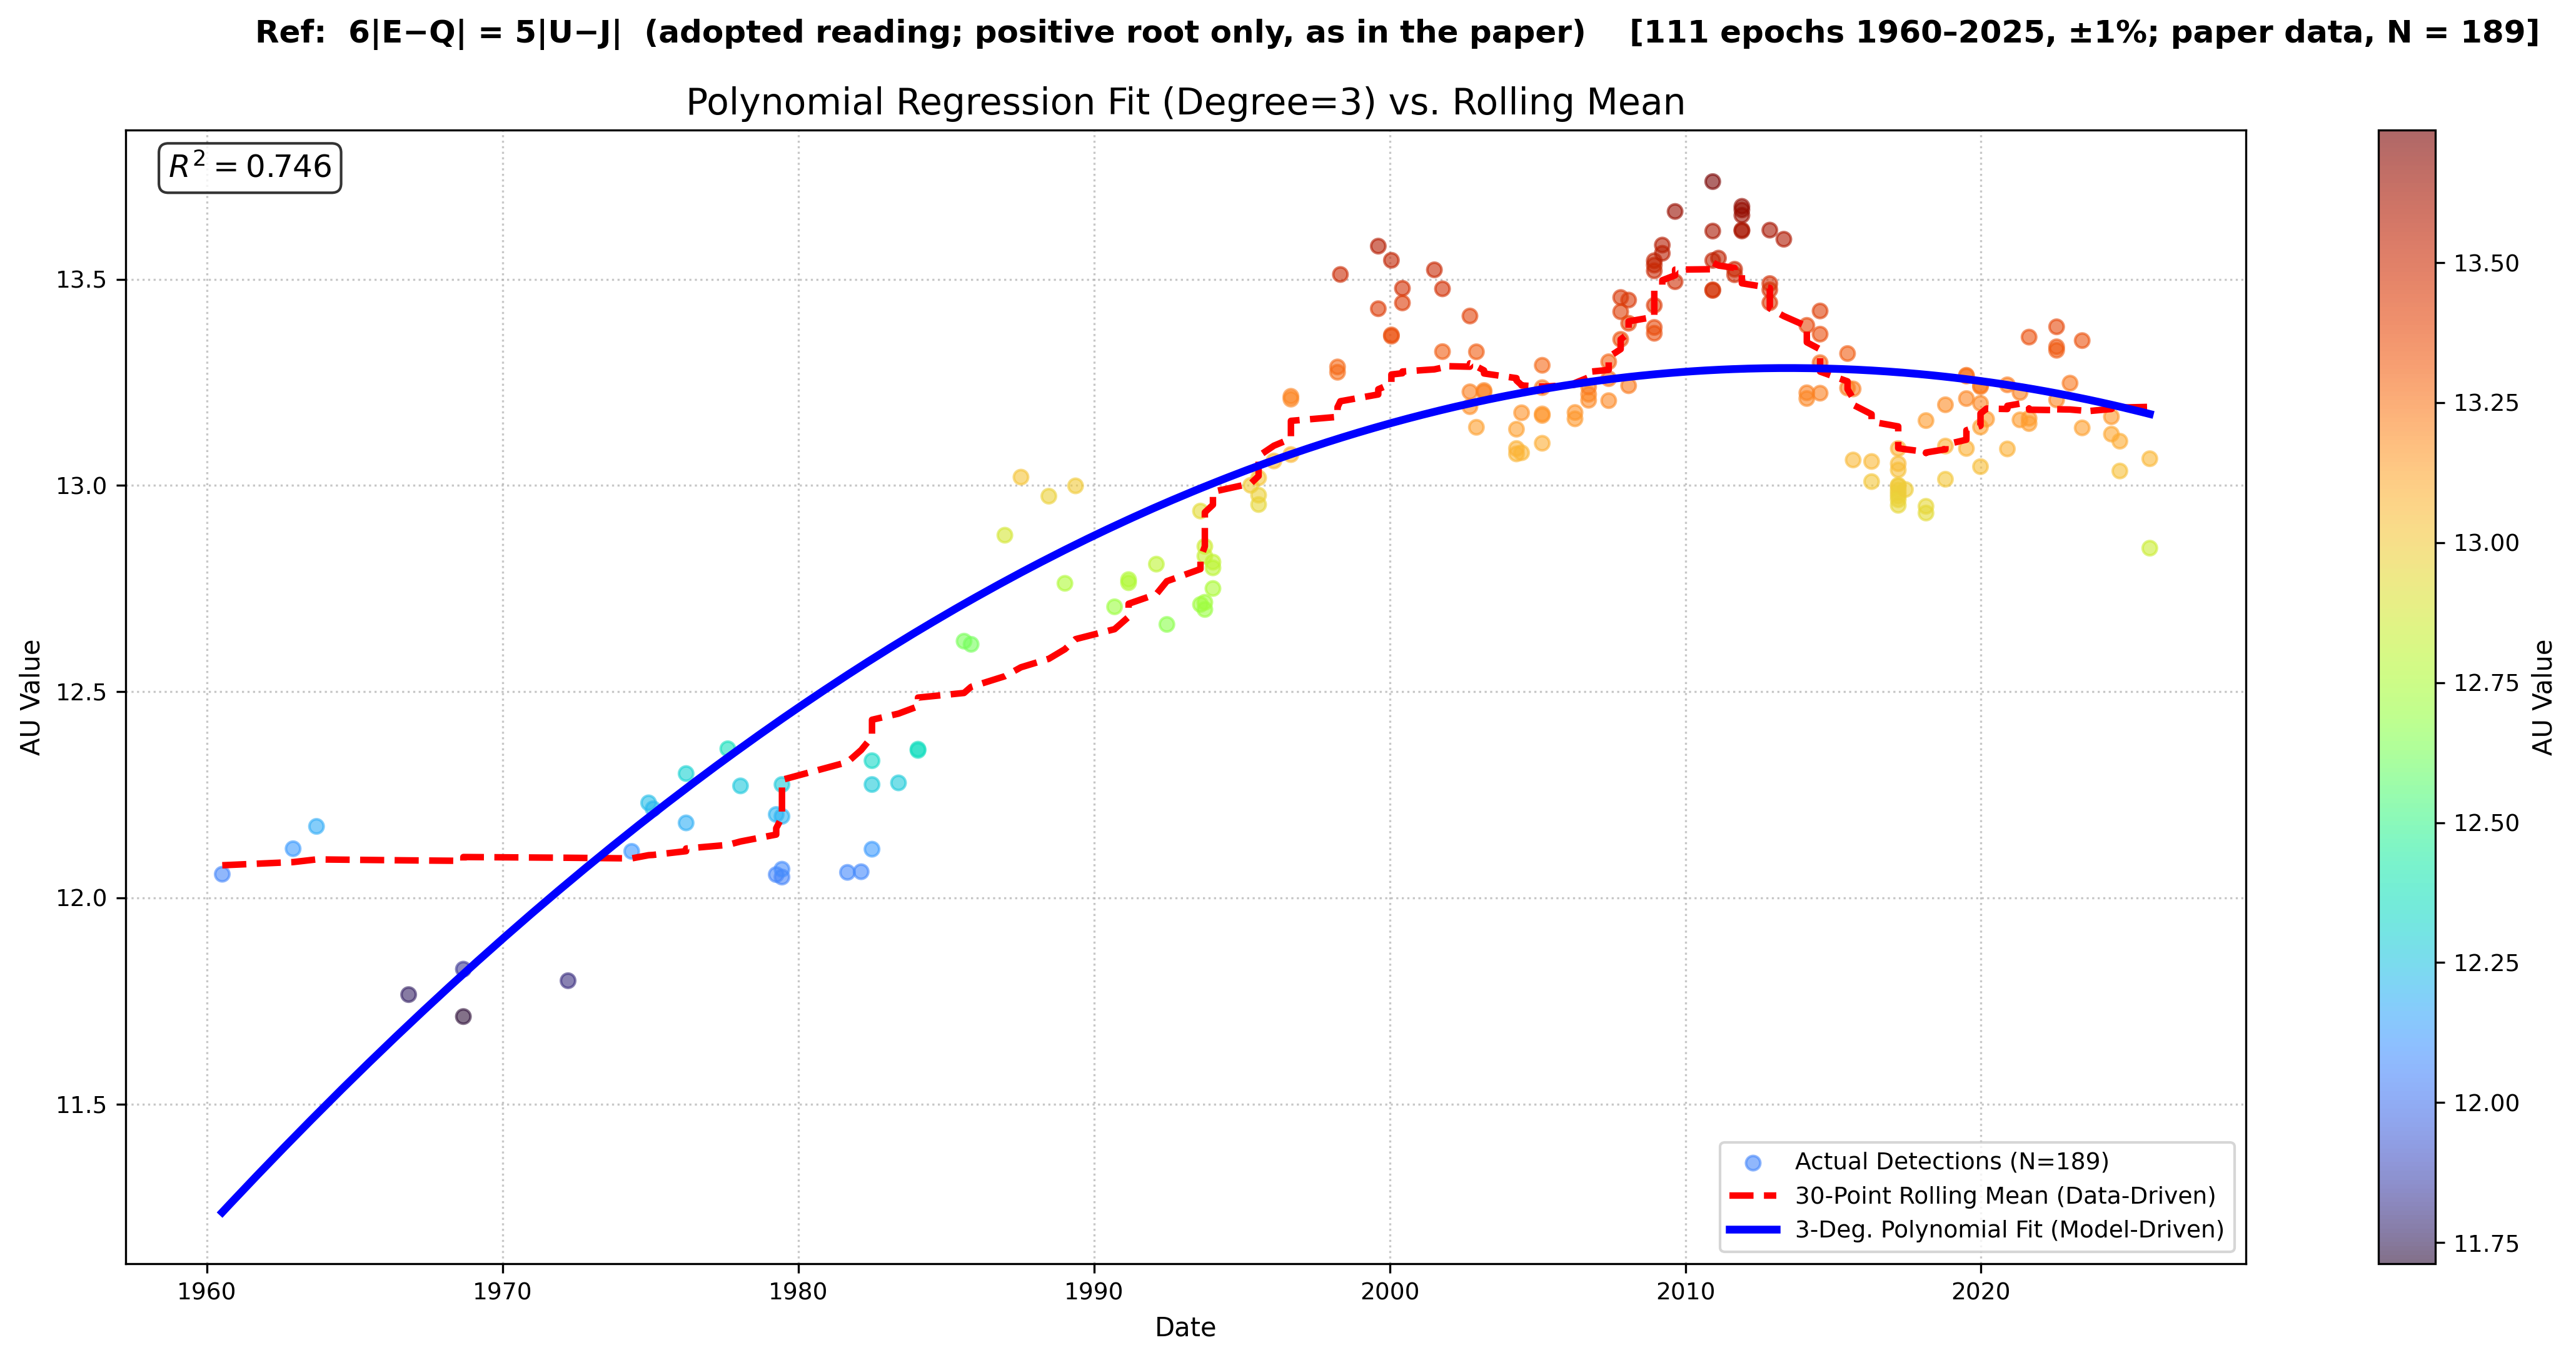 Ref:  6|E−Q| = 5|U−J|  (adopted reading; positive root only, as in the paper)    [111 epochs 1960–2025, ±1%; paper data, N = 189]
Polynomial Regression Fit (Degree=3) vs. Rolling Mean
R² = 0.746
AU Value
13.5
13.0
12.5
12.0
11.5
1960
1970
1980
1990
2000
2010
2020
Date
Actual Detections (N=189)
30-Point Rolling Mean (Data-Driven)
3-Deg. Polynomial Fit (Model-Driven)
13.50
13.25
13.00
12.75
12.50
12.25
12.00
11.75
AU Value